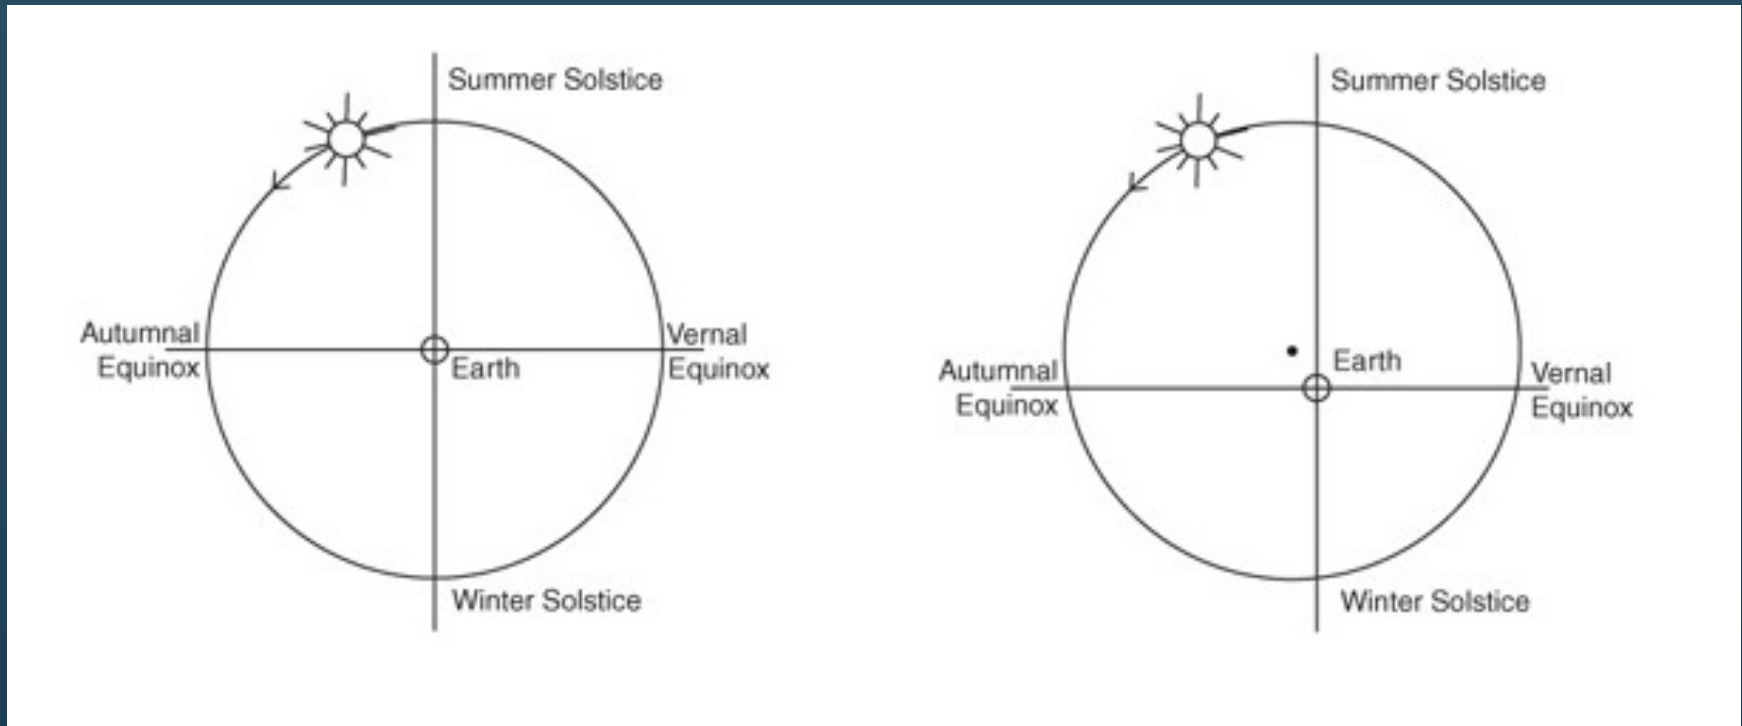 Summer Solstice
Autumnal
Equinox
Earth
Vernal
Equinox
Winter Solstice
Summer Solstice
Autumnal
Equinox
Earth
Vernal
Equinox
Winter Solstice